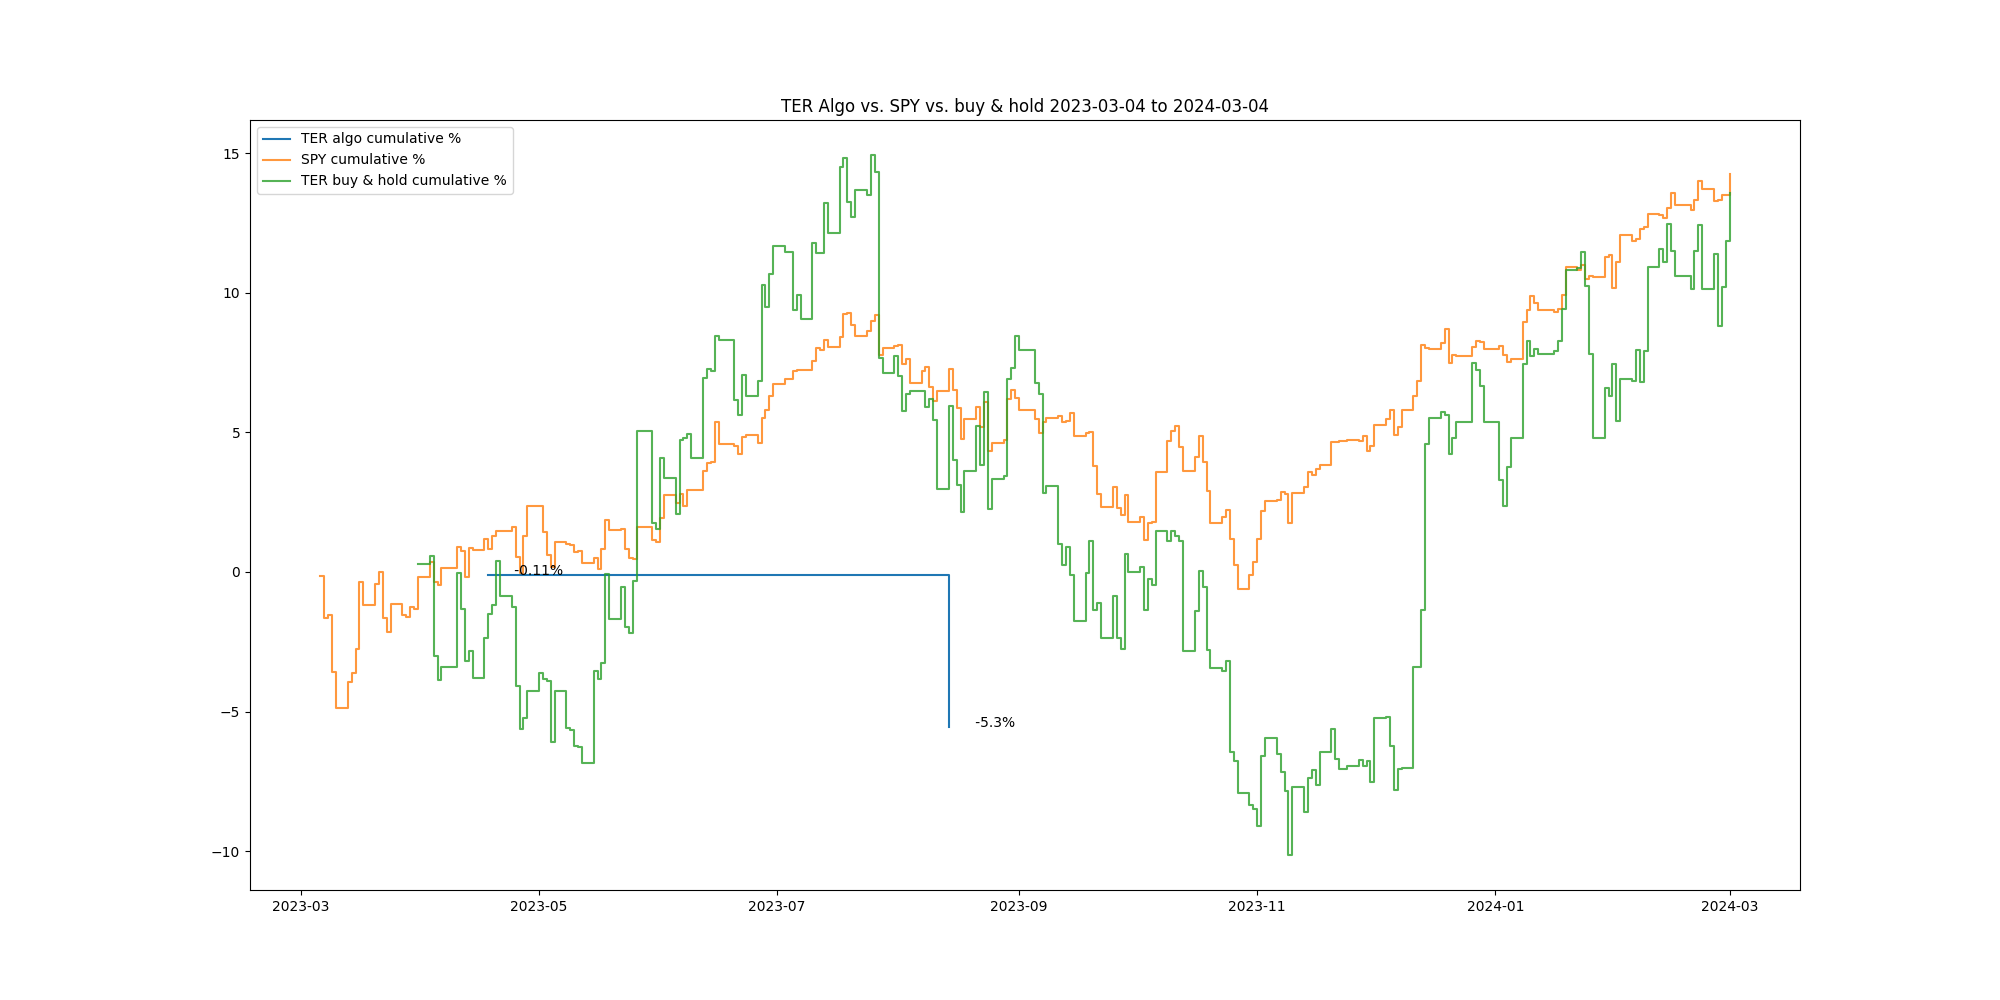 TER Algo vs. SPY vs. buy & hold 2023-03-04 to 2024-03-04
TER algo cumulative %
SPY cumulative %
TER buy & hold cumulative %
15
10
5
0
−5
−10
-0.11%
-5.3%
2023-03 2023-05 2023-07 2023-09 2023-11 2024-01 2024-03